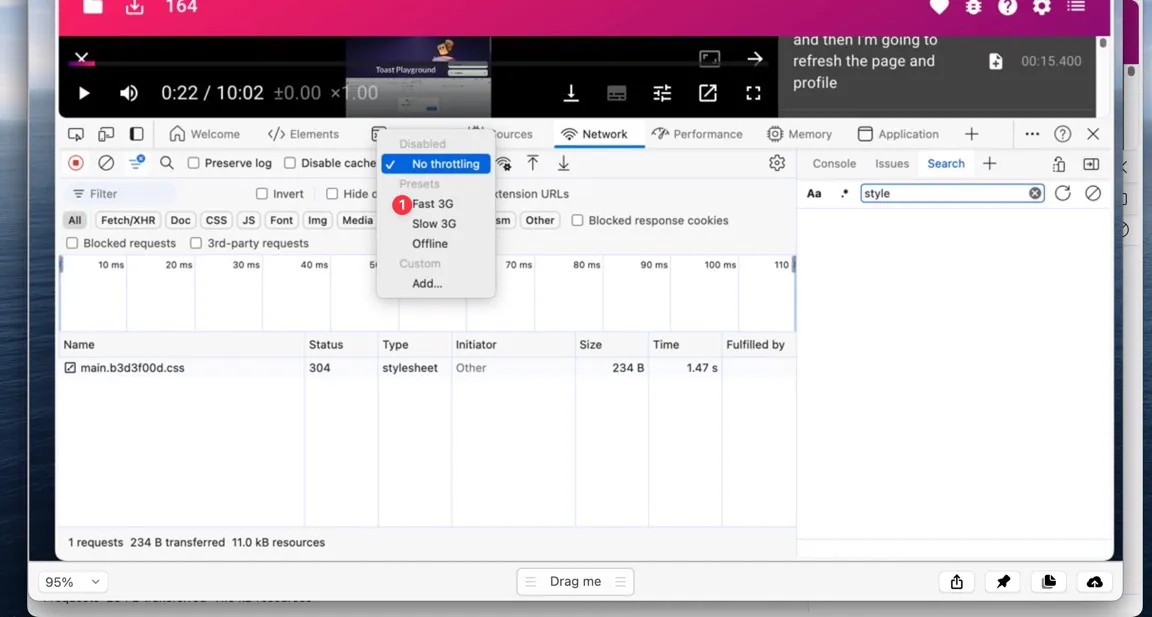 164
and then I'm going to
refresh the page and
profile
00:15.400
Toast Playground
0:22 / 10:02 ±0.00 ×1.00
Welcome Elements ources Network Performance Memory Application
Preserve log Disable cache
Disabled
No throttling
Presets
Fast 3G
1
Slow 3G
Offline
Custom
Add...
Console Issues Search
Filter Invert Hide d xtension URLs
Aa .* style
All Fetch/XHR Doc CSS JS Font Img Media sm Other Blocked response cookies
Blocked requests 3rd-party requests
10 ms 20 ms 30 ms 40 ms 5 70 ms 80 ms 90 ms 100 ms 110
Name Status Type Initiator Size Time Fulfilled by
main.b3d3f00d.css 304 stylesheet Other 234 B 1.47 s
1 requests 234 B transferred 11.0 kB resources
95% Drag me